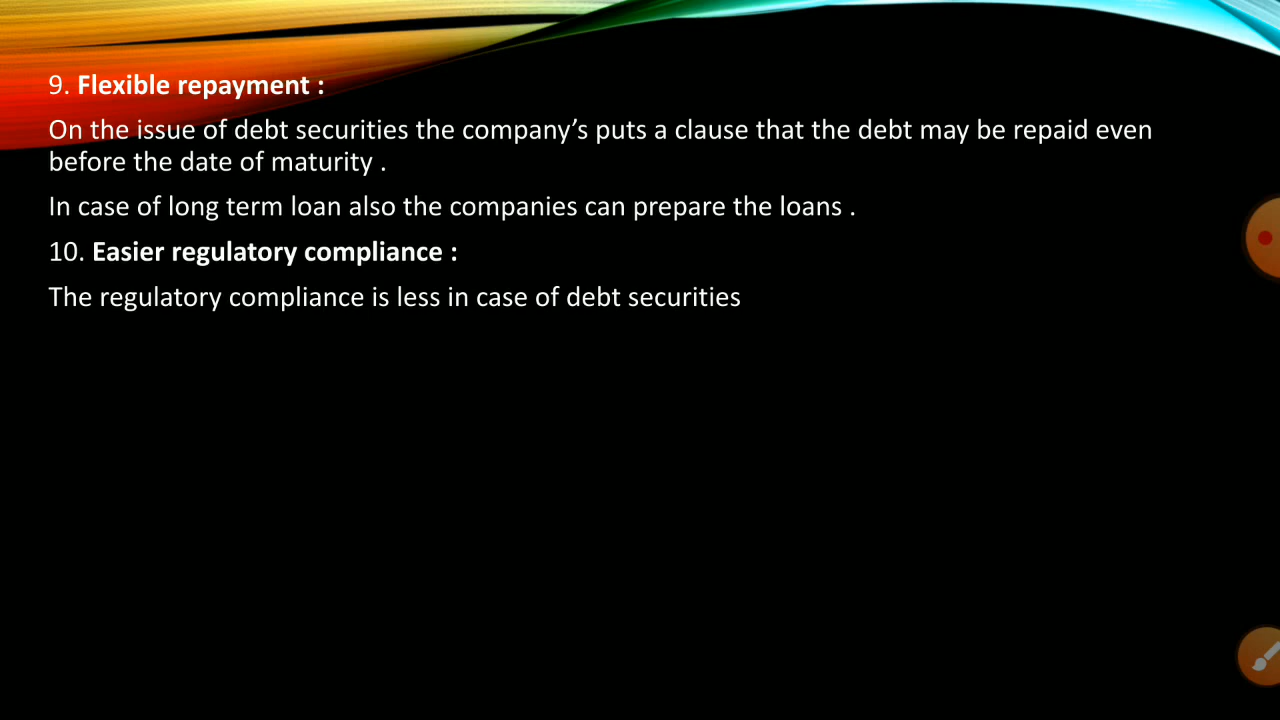 9. Flexible repayment :
On the issue of debt securities the company’s puts a clause that the debt may be repaid even
before the date of maturity .
In case of long term loan also the companies can prepare the loans .
10. Easier regulatory compliance :
The regulatory compliance is less in case of debt securities